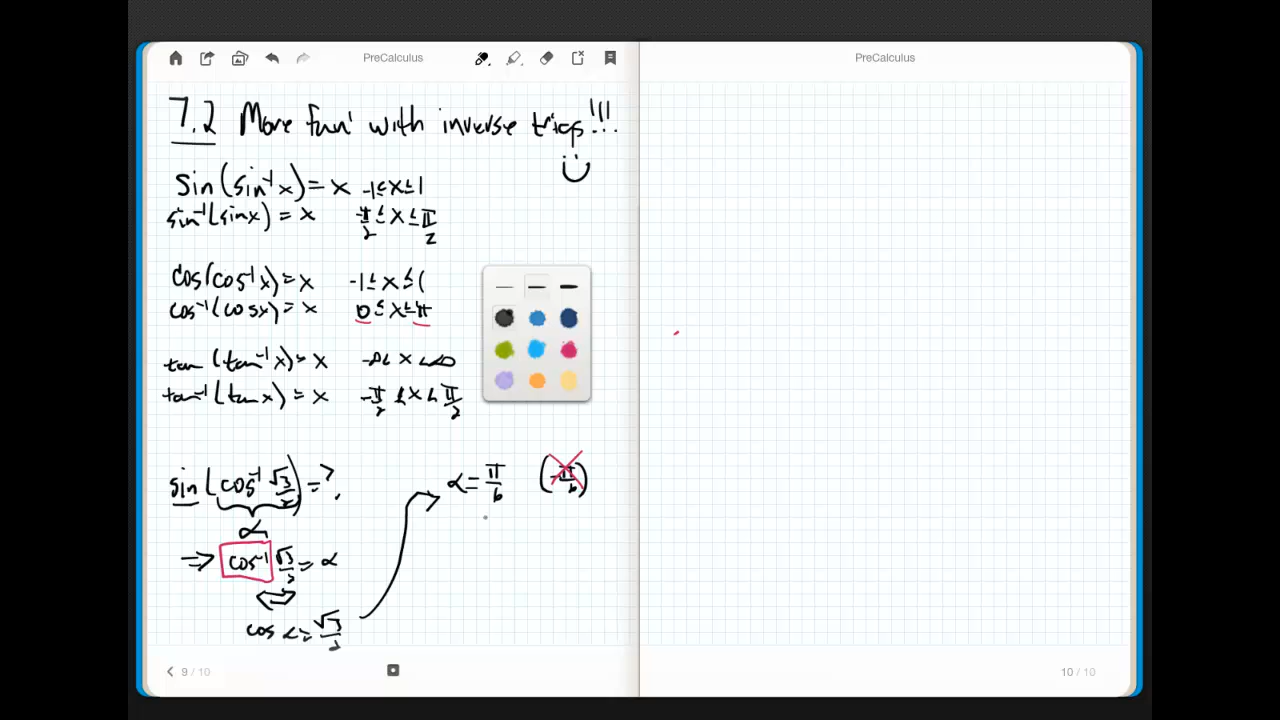 PreCalculus
PreCalculus
7.2 More fun with inverse trigs!!!
sin(sin⁻¹x) = x -1 ≤ x ≤ 1
sin⁻¹(sinx) = x -π/2 ≤ x ≤ π/2
cos(cos⁻¹x) = x -1 ≤ x ≤ 1
cos⁻¹(cosx) = x 0 ≤ x ≤ π
tan(tan⁻¹x) = x -∞ < x < ∞
tan⁻¹(tanx) = x -π/2 < x < π/2
sin(cos⁻¹ √3/2) = ?
α
⇒ cos⁻¹ √3/2 = α
⇔
cos α = √3/2
α = π/6 (-π/6)
9 / 10
10 / 10